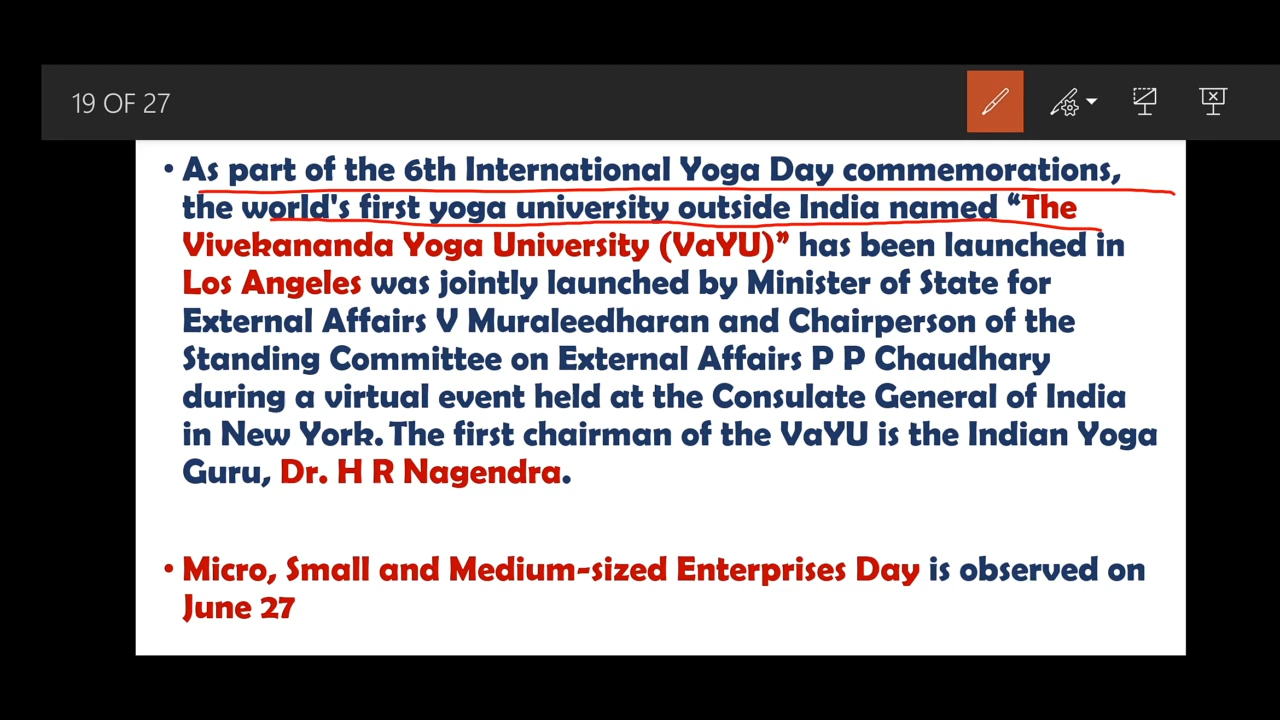 19 OF 27
• As part of the 6th International Yoga Day commemorations,
the world's first yoga university outside India named “The
Vivekananda Yoga University (VaYU)” has been launched in
Los Angeles was jointly launched by Minister of State for
External Affairs V Muraleedharan and Chairperson of the
Standing Committee on External Affairs P P Chaudhary
during a virtual event held at the Consulate General of India
in New York. The first chairman of the VaYU is the Indian Yoga
Guru, Dr. H R Nagendra.
• Micro, Small and Medium-sized Enterprises Day is observed on
June 27